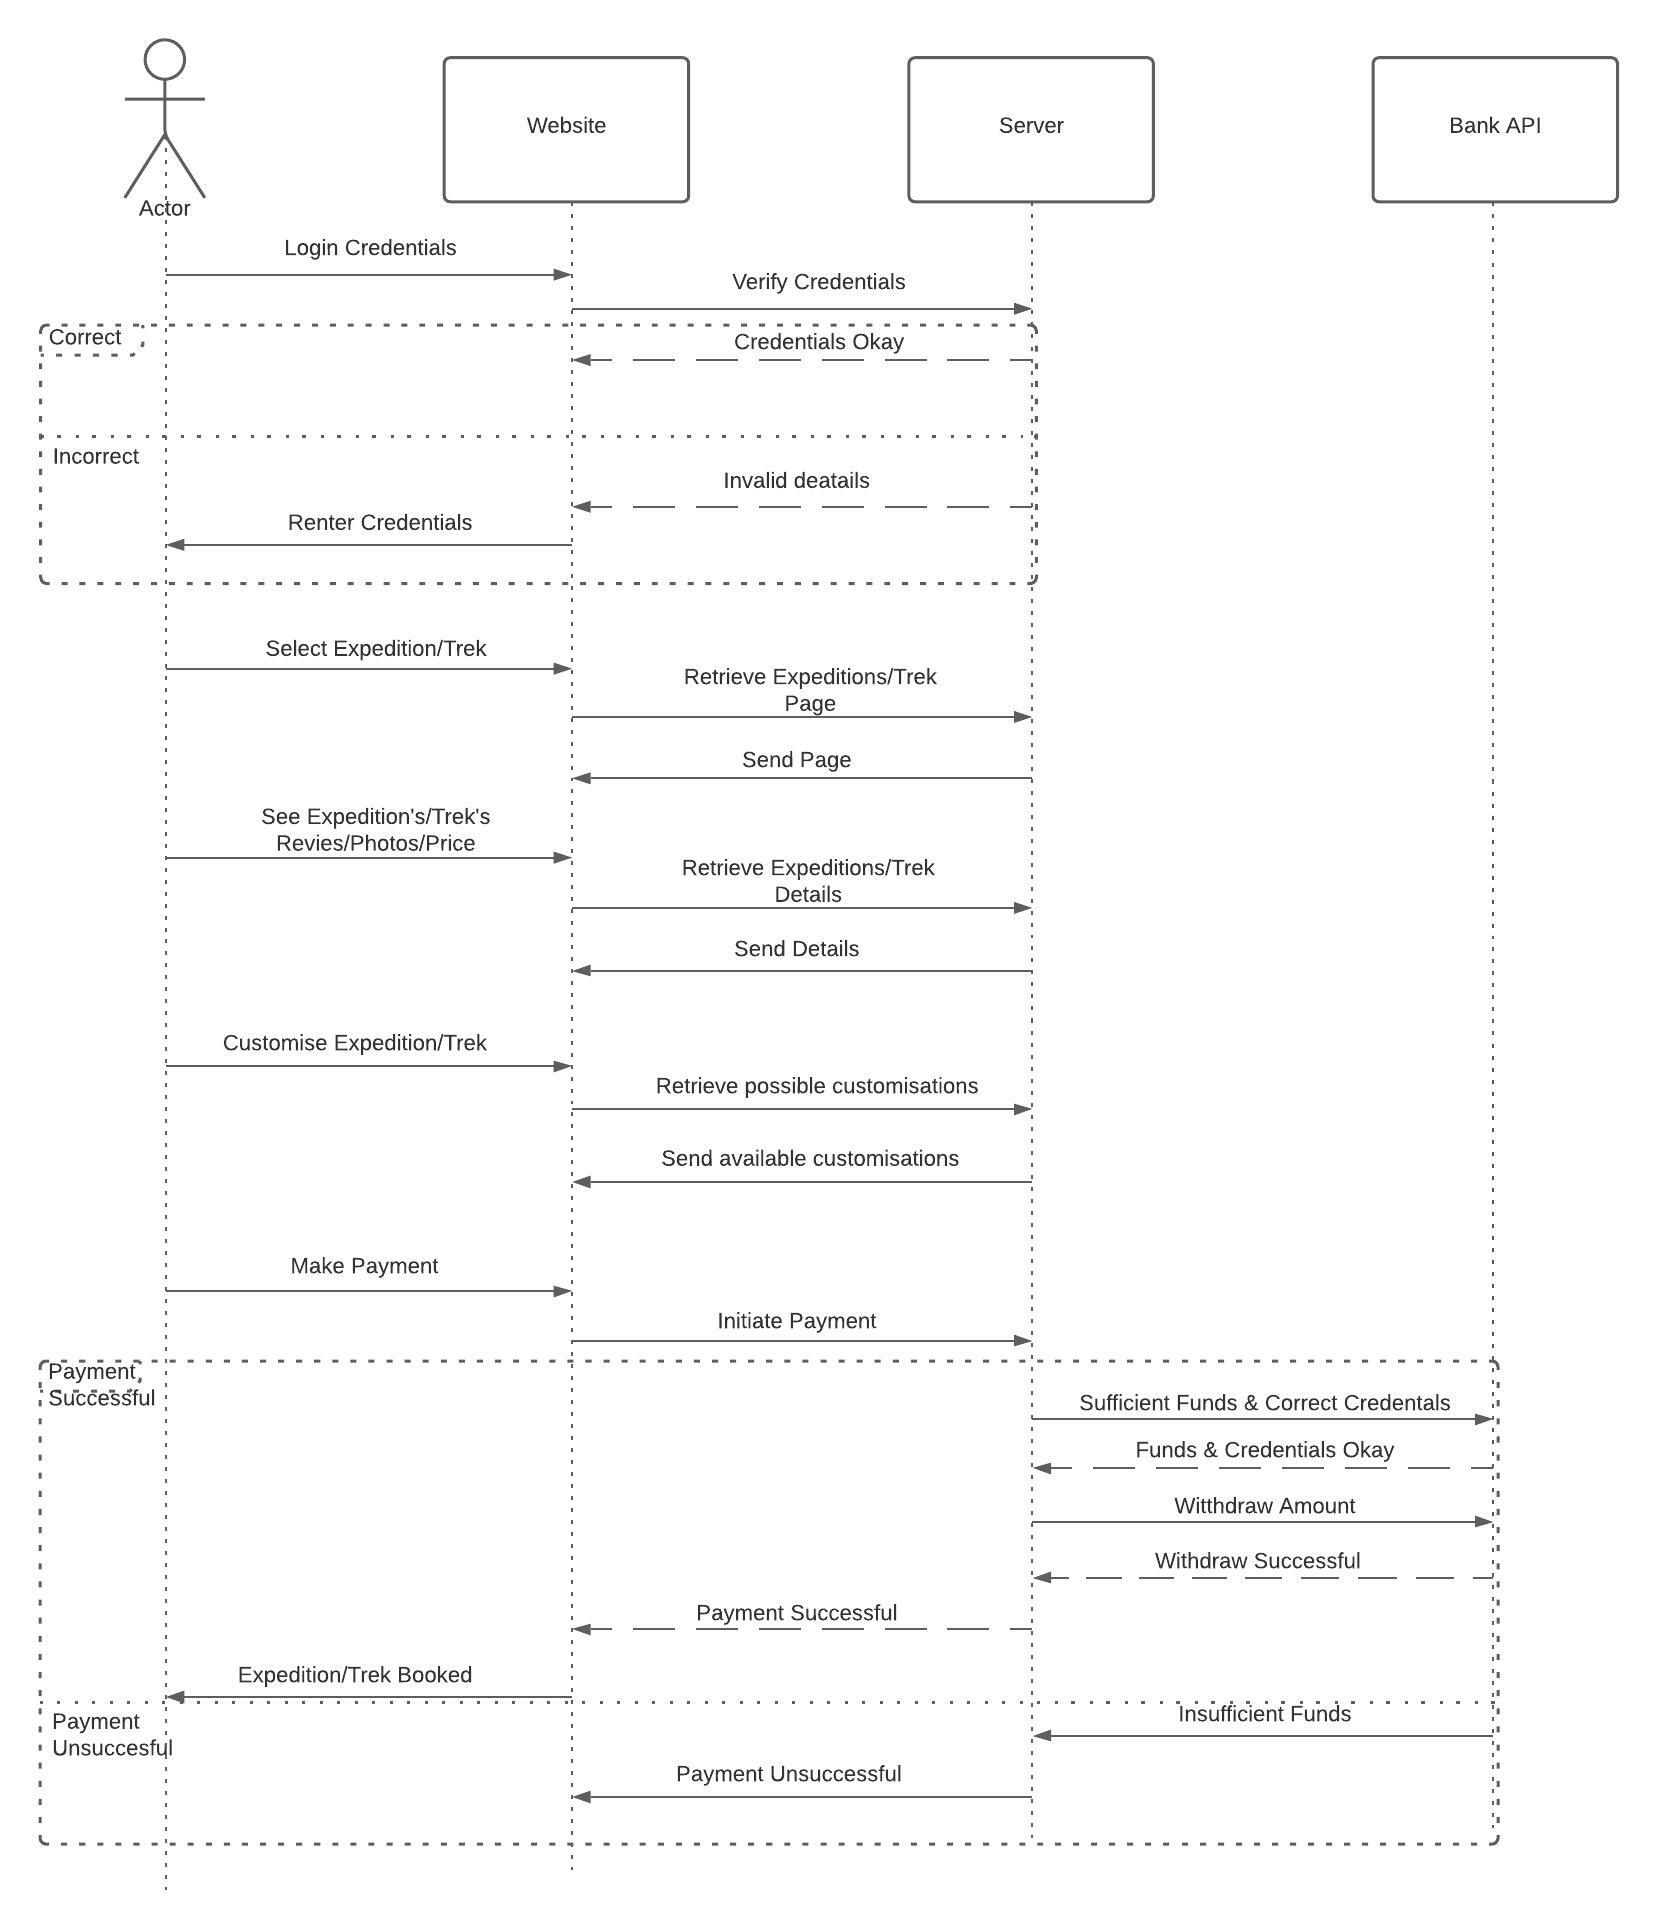 Website
Server
Bank API
Actor
Login Credentials
Verify Credentials
Correct
Credentials Okay
Incorrect
Invalid deatails
Renter Credentials
Select Expedition/Trek
Retrieve Expeditions/Trek
Page
Send Page
See Expedition's/Trek's
Revies/Photos/Price
Retrieve Expeditions/Trek
Details
Send Details
Customise Expedition/Trek
Retrieve possible customisations
Send available customisations
Make Payment
Initiate Payment
Payment
Successful
Sufficient Funds & Correct Credentals
Funds & Credentials Okay
Witthdraw Amount
Withdraw Successful
Payment Successful
Expedition/Trek Booked
Payment
Unsuccesful
Insufficient Funds
Payment Unsuccessful